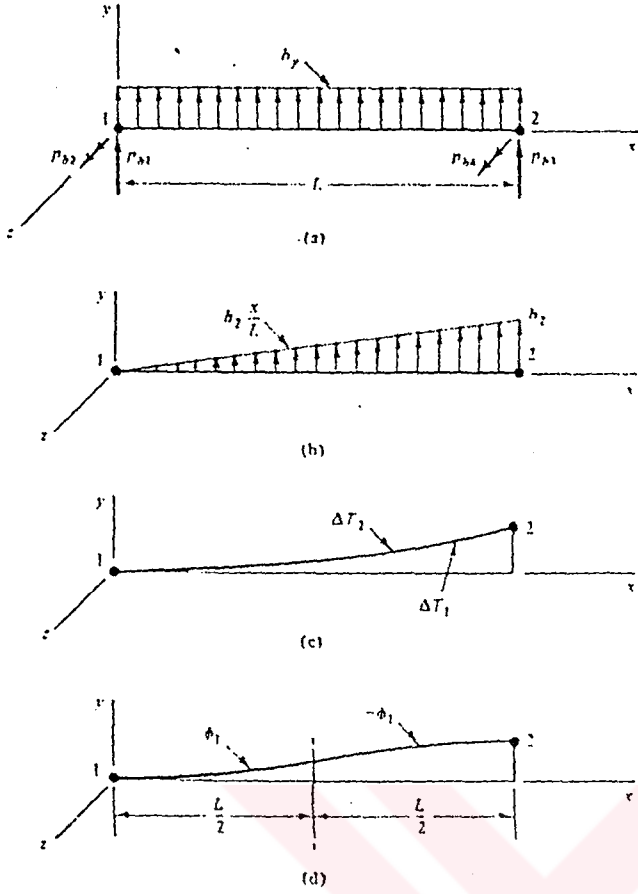 y
b_y
1
2
x
p_b2
p_b1
p_b4
p_b3
L
z
(a)
y
b_2 x/L
b_2
1
2
x
z
(b)
y
ΔT_2
1
2
ΔT_1
x
z
(c)
y
ϕ_1
-ϕ_1
1
2
x
L/2
L/2
z
(d)